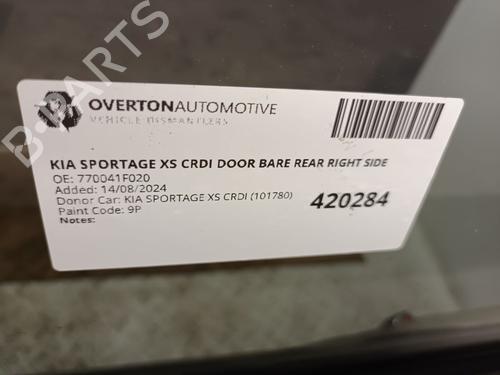 B-PARTS
OVERTONAUTOMOTIVE
VEHICLE DISMANTLERS
KIA SPORTAGE XS CRDI DOOR BARE REAR RIGHT SIDE
OE: 770041F020
Added: 14/08/2024
Donor Car: KIA SPORTAGE XS CRDI (101780)
Paint Code: 9P
Notes:
420284